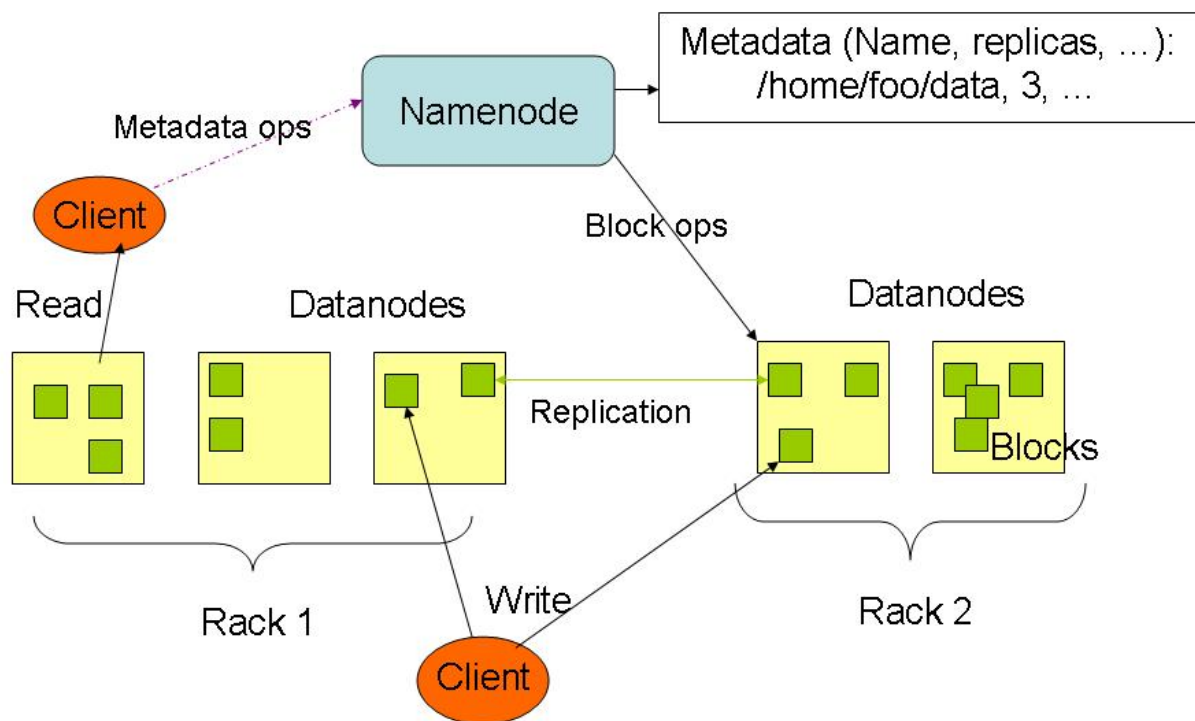 Metadata (Name, replicas, …):
/home/foo/data, 3, …
Namenode
Metadata ops
Client
Block ops
Read
Datanodes
Datanodes
Replication
Blocks
Rack 1
Write
Rack 2
Client